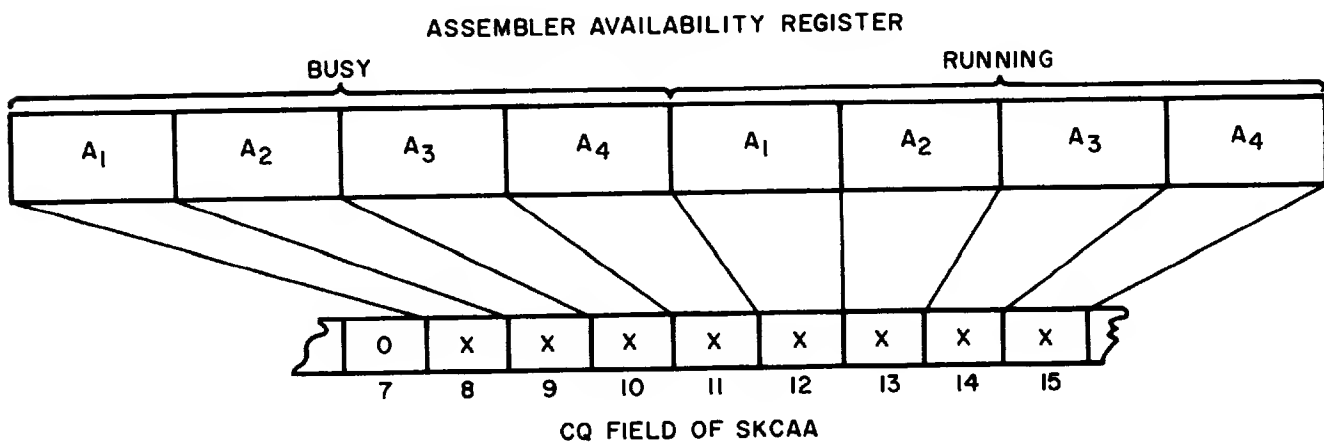 ASSEMBLER AVAILABILITY REGISTER
BUSY RUNNING
A1 A2 A3 A4 A1 A2 A3 A4
0 X X X X X X X X
7 8 9 10 11 12 13 14 15
CQ FIELD OF SKCAA